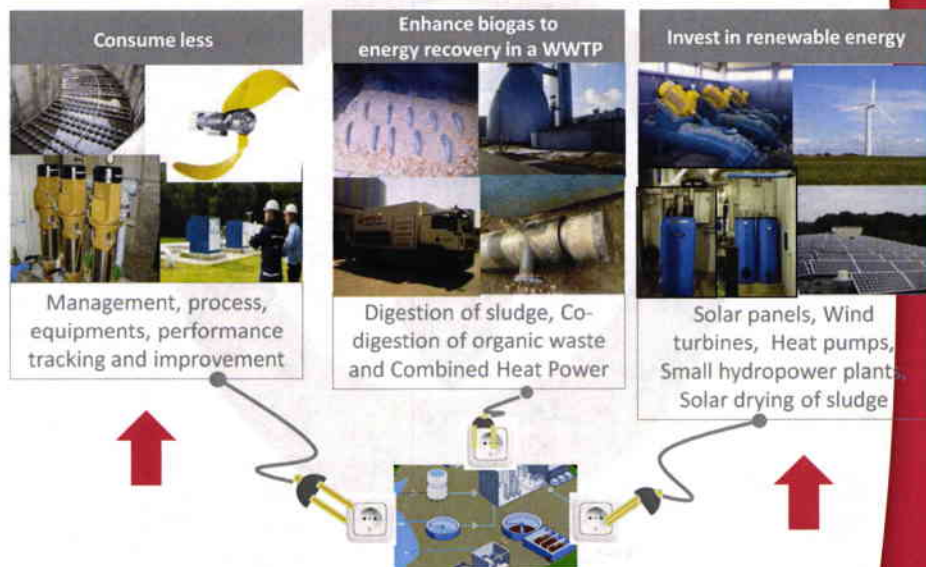 Consume less
Management, process,
equipments, performance
tracking and improvement
Enhance biogas to
energy recovery in a WWTP
Digestion of sludge, Co-
digestion of organic waste
and Combined Heat Power
Invest in renewable energy
Solar panels, Wind
turbines, Heat pumps,
Small hydropower plants,
Solar drying of sludge